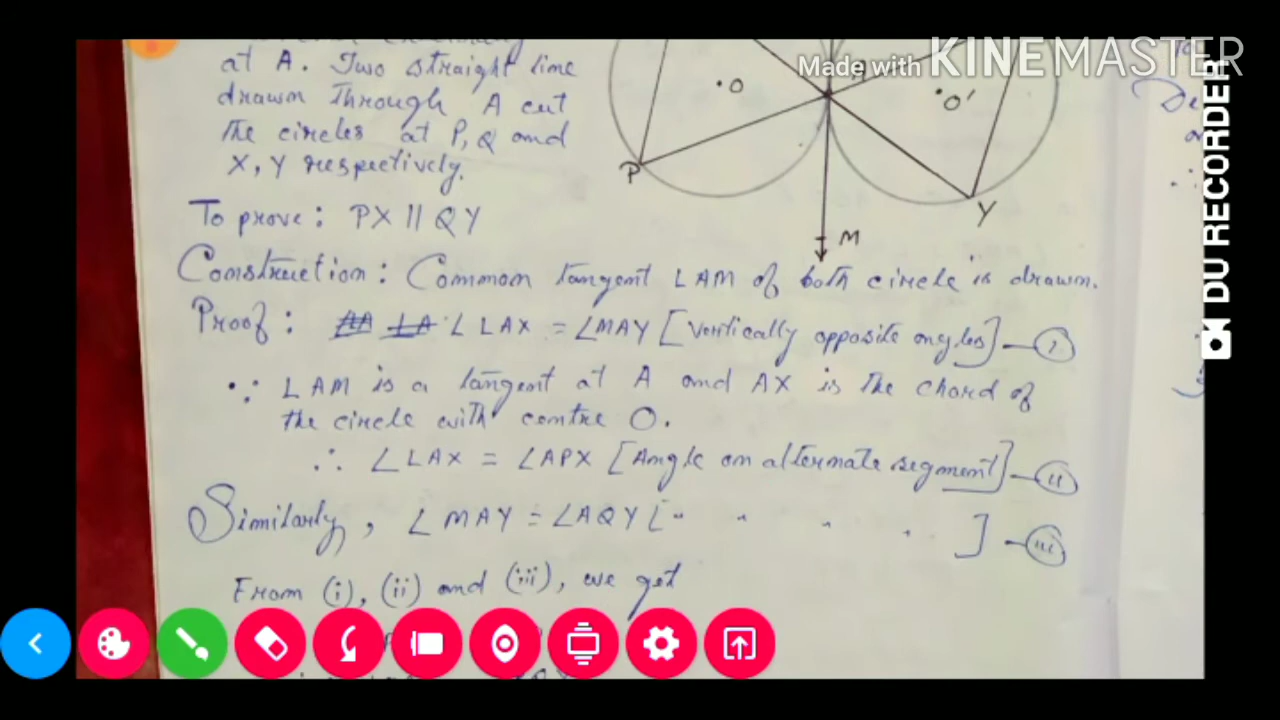 at A. Two straight line
drawn through A cut
the circles at P, Q and
X, Y respectively.
To prove: PX || QY
Construction: Common tangent LAM of both circle is drawn.
Proof: ∠LAX = ∠MAY [Vertically opposite angles] — (i)
∵ LAM is a tangent at A and AX is the chord of
the circle with centre O.
∴ ∠LAX = ∠APX [Angle on alternate segment] — (ii)
Similarly, ∠MAY = ∠AQY [" " " "] — (iii)
From (i), (ii) and (iii), we get
O
O'
P
Y
M
Made with KINEMASTER
DU RECORDER